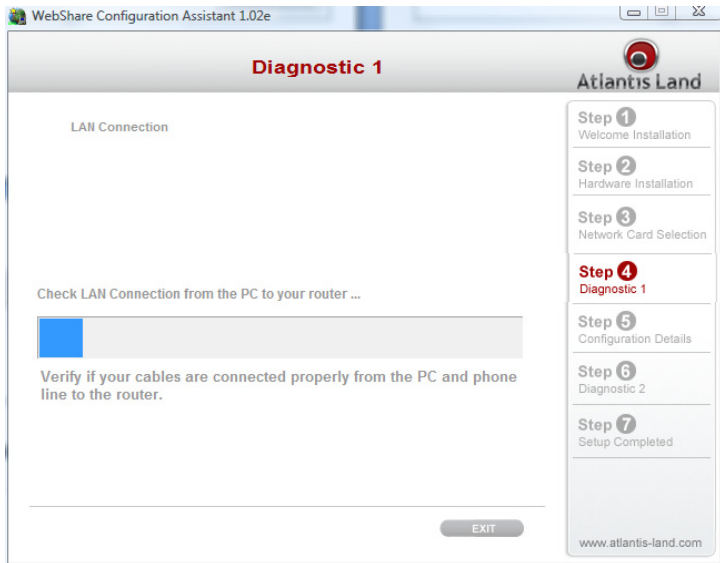 WebShare Configuration Assistant 1.02e
Diagnostic 1
Atlantis Land
LAN Connection
Check LAN Connection from the PC to your router ...
Verify if your cables are connected properly from the PC and phone
line to the router.
EXIT
Step 1
Welcome Installation
Step 2
Hardware Installation
Step 3
Network Card Selection
Step 4
Diagnostic 1
Step 5
Configuration Details
Step 6
Diagnostic 2
Step 7
Setup Completed
www.atlantis-land.com